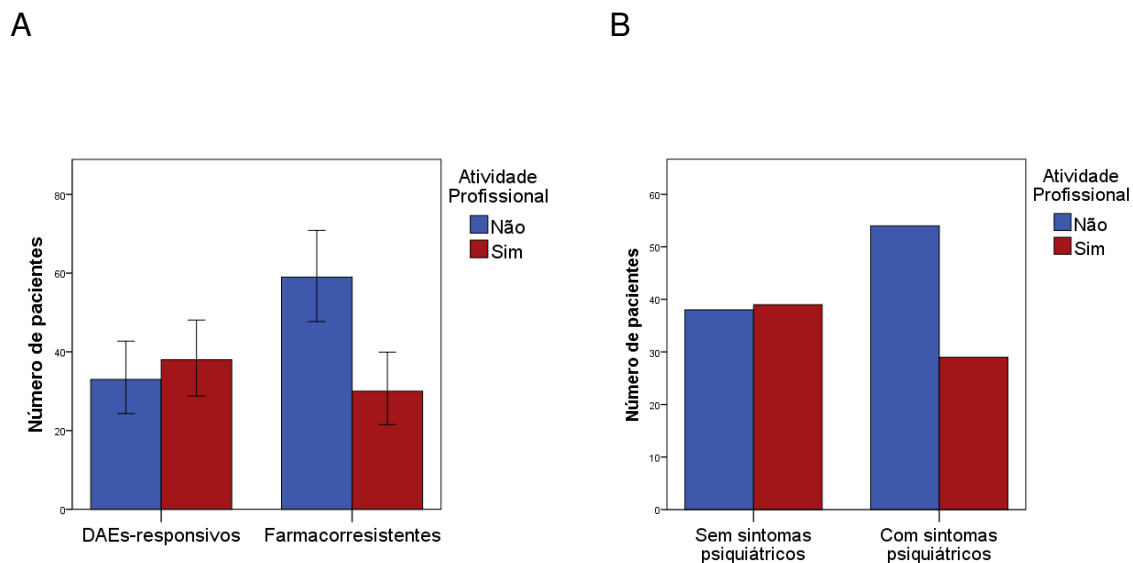 A
B
Número de pacientes
80
60
40
20
0
DAEs-responsivos
Farmacorresistentes
Atividade
Profissional
Não
Sim
Número de pacientes
60
50
40
30
20
10
0
Sem sintomas
psiquiátricos
Com sintomas
psiquiátricos
Atividade
Profissional
Não
Sim